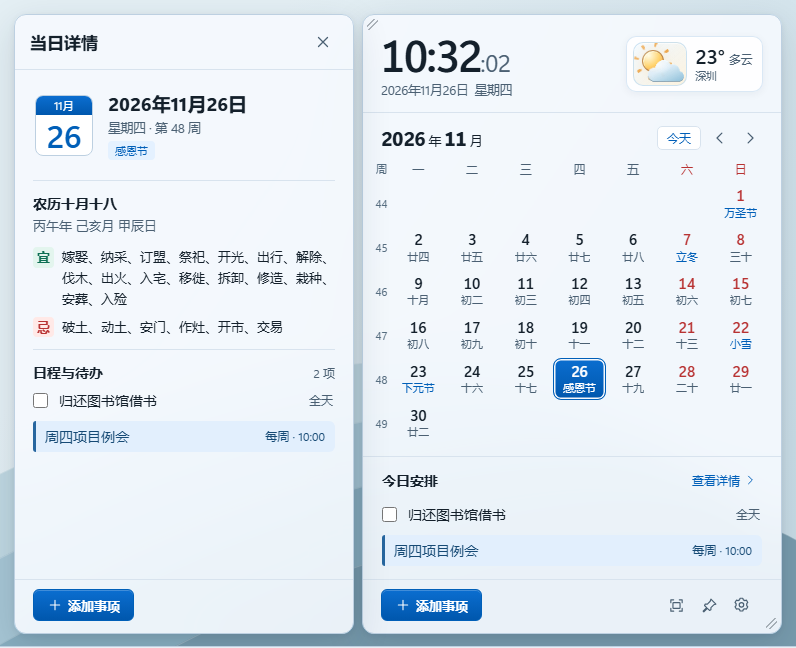 当日详情
11月
26
2026年11月26日
星期四 · 第 48 周
感恩节
农历十月十八
丙午年 己亥月 甲辰日
宜 嫁娶、纳采、订盟、祭祀、开光、出行、解除、
伐木、出火、入宅、移徙、拆卸、修造、栽种、
安葬、入殓
忌 破土、动土、安门、作灶、开市、交易
日程与待办 2 项
归还图书馆借书 全天
周四项目例会 每周 · 10:00
添加事项
10:32:02
2026年11月26日 星期四
23° 多云
深圳
2026 年 11 月 今天
周 一 二 三 四 五 六 日
44 1
万圣节
45 2 3 4 5 6 7 8
廿四 廿五 廿六 廿七 廿八 立冬 三十
46 9 10 11 12 13 14 15
十月 初二 初三 初四 初五 初六 初七
47 16 17 18 19 20 21 22
初八 初九 初十 十一 十二 十三 小雪
48 23 24 25 26 27 28 29
下元节 十六 十七 感恩节 十九 二十 廿一
49 30
廿二
今日安排 查看详情
归还图书馆借书 全天
周四项目例会 每周 · 10:00
添加事项